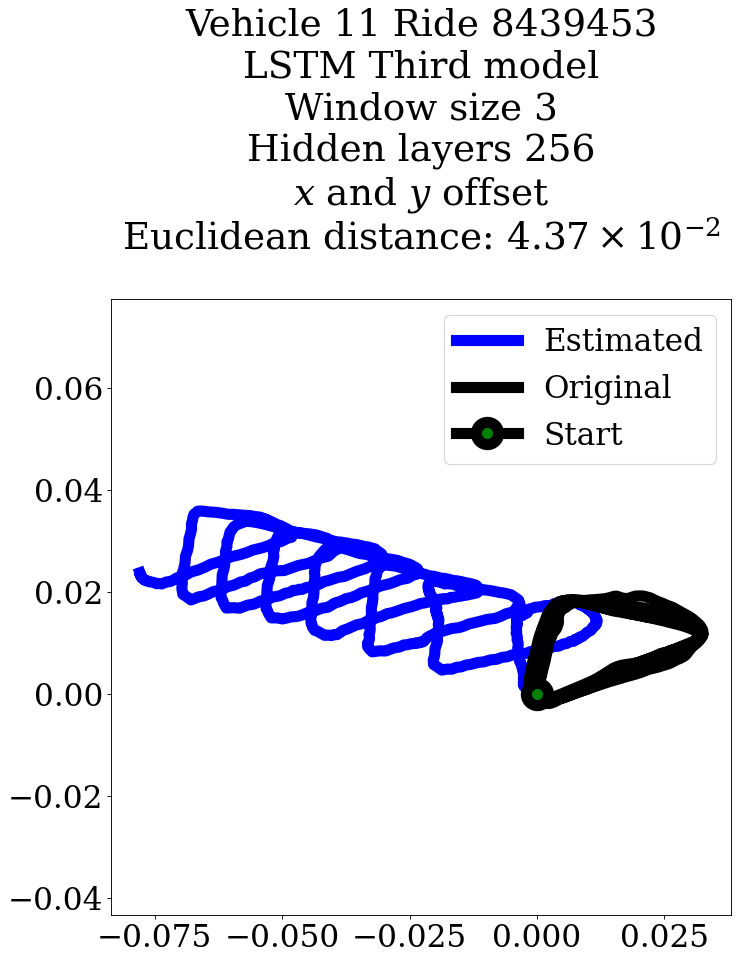 Vehicle 11 Ride 8439453
LSTM Third model
Window size 3
Hidden layers 256
x and y offset
Euclidean distance: 4.37 × 10⁻²
Estimated
Original
Start
0.06
0.04
0.02
0.00
−0.02
−0.04
−0.075 −0.050 −0.025 0.000 0.025